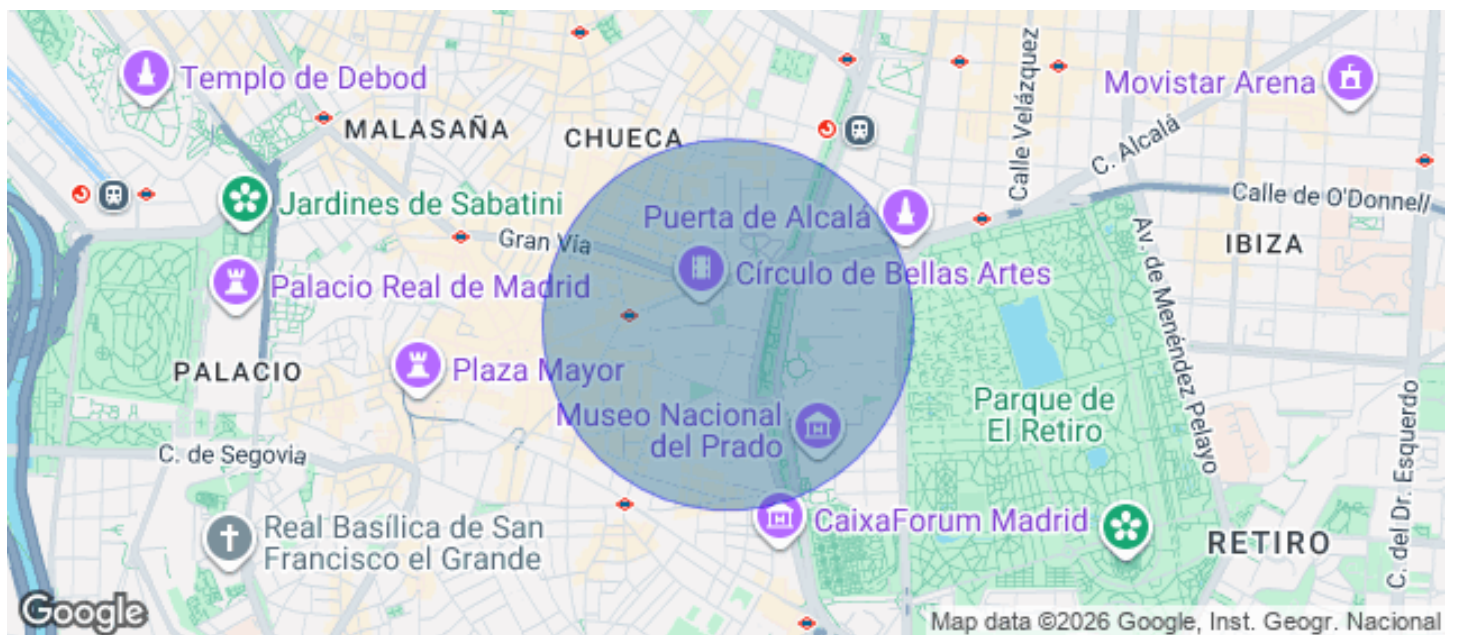 Templo de Debod
MALASAÑA
CHUECA
Calle Velázquez
Movistar Arena
C. Alcalá
Jardines de Sabatini
Gran Vía
Puerta de Alcalá
Calle de O'Donnell
IBIZA
Palacio Real de Madrid
Círculo de Bellas Artes
Av. de Menéndez Pelayo
PALACIO
Plaza Mayor
Museo Nacional
del Prado
Parque de
El Retiro
C. de Segovia
C. del Dr. Esquerdo
Real Basílica de San
Francisco el Grande
CaixaForum Madrid
RETIRO
Google
Map data ©2026 Google, Inst. Geogr. Nacional